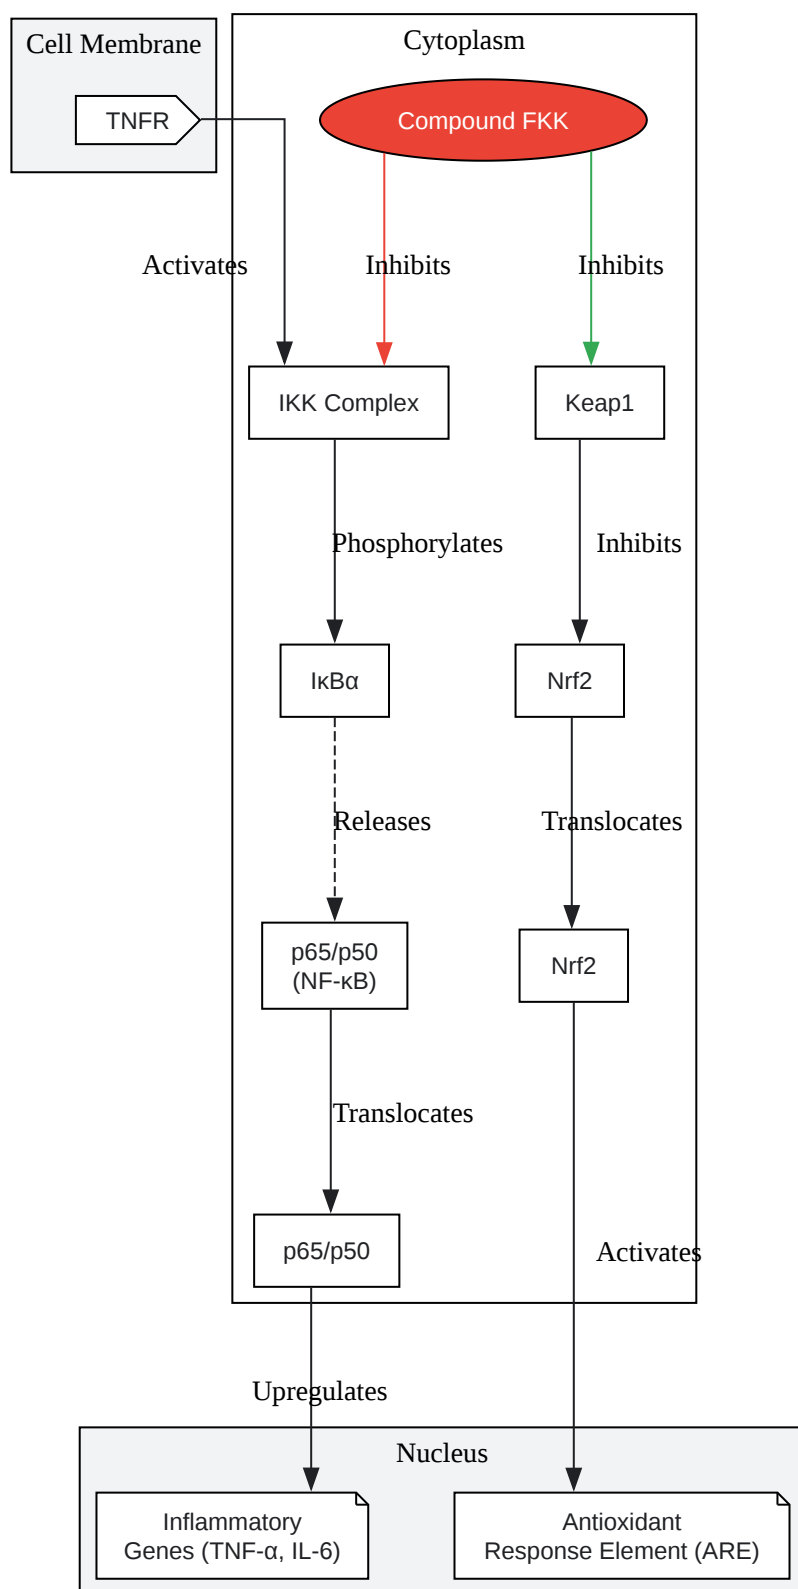 Cell Membrane
Cytoplasm
TNFR
Compound FKK
Activates
Inhibits
Inhibits
IKK Complex
Keap1
Phosphorylates
Inhibits
IκBα
Nrf2
Releases
Translocates
p65/p50
(NF-κB)
Nrf2
Translocates
p65/p50
Activates
Upregulates
Nucleus
Inflammatory
Genes (TNF-α, IL-6)
Antioxidant
Response Element (ARE)